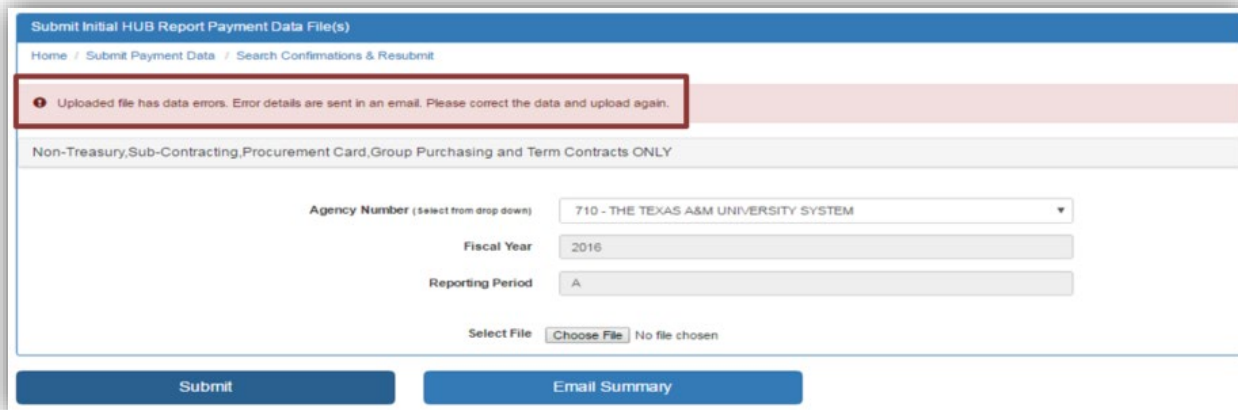 Submit Initial HUB Report Payment Data File(s)
Home / Submit Payment Data / Search Confirmations & Resubmit
Uploaded file has data errors. Error details are sent in an email. Please correct the data and upload again.
Non-Treasury,Sub-Contracting,Procurement Card,Group Purchasing and Term Contracts ONLY
Agency Number (Select from drop down) 710 - THE TEXAS A&M UNIVERSITY SYSTEM
Fiscal Year 2016
Reporting Period A
Select File Choose File No file chosen
Submit Email Summary